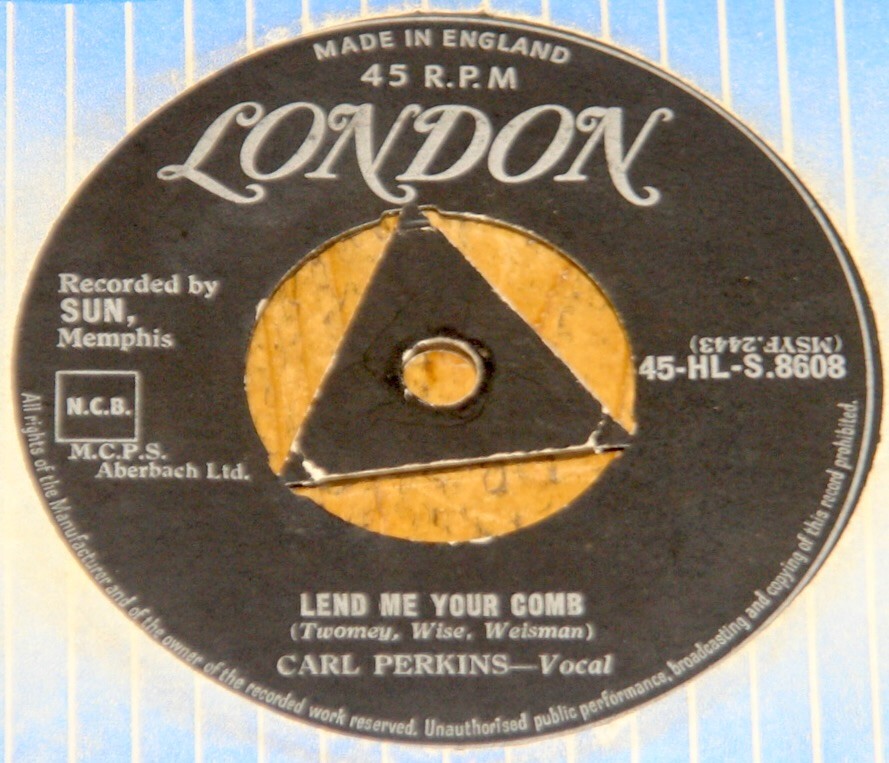 MADE IN ENGLAND
45 R.P.M
LONDON
Recorded by
SUN,
Memphis
N.C.B.
M.C.P.S.
Aberbach Ltd.
(MSYF.2443)
45-HL-S.8608
LEND ME YOUR COMB
(Twomey, Wise, Weisman)
CARL PERKINS—Vocal
All rights of the Manufacturer and of the owner of the recorded work reserved. Unauthorised public performance, broadcasting and copying of this record prohibited.